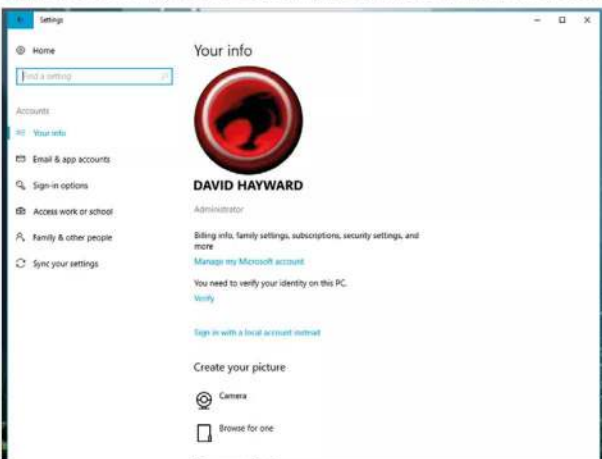 Settings
Home
Find a setting
Accounts
Your info
Email & app accounts
Sign-in options
Access work or school
Family & other people
Sync your settings
Your info
DAVID HAYWARD
Administrator
Billing info, family settings, subscriptions, security settings, and
more
Manage my Microsoft account
You need to verify your identity on this PC.
Verify
Sign in with a local account instead
Create your picture
Camera
Browse for one